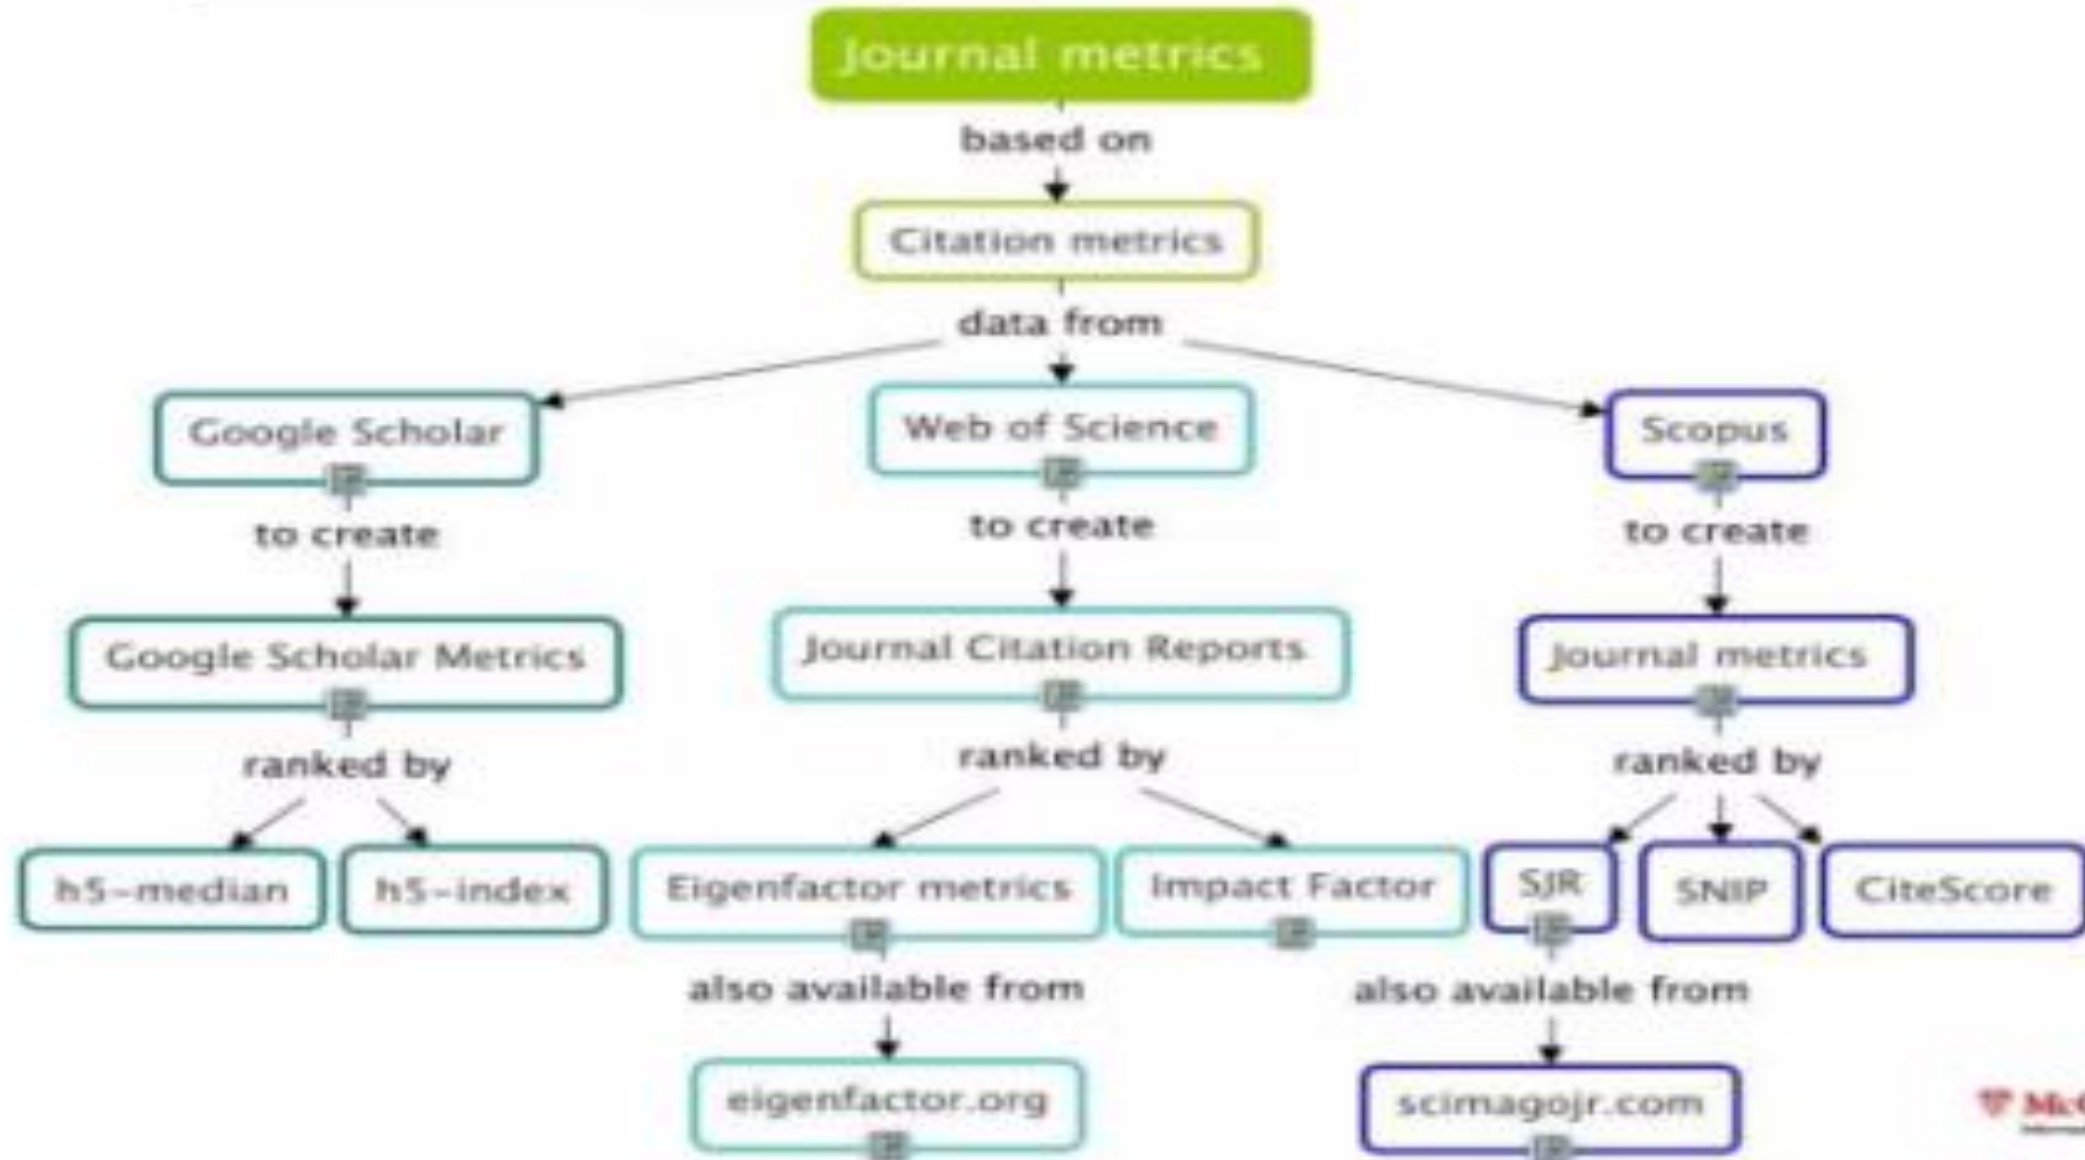 Journal metrics
based on
Citation metrics
data from
Google Scholar
Web of Science
Scopus
to create
to create
to create
Google Scholar Metrics
Journal Citation Reports
Journal metrics
ranked by
ranked by
ranked by
h5-median
h5-index
Eigenfactor metrics
Impact Factor
SJR
SNIP
CiteScore
also available from
also available from
eigenfactor.org
scimagojr.com